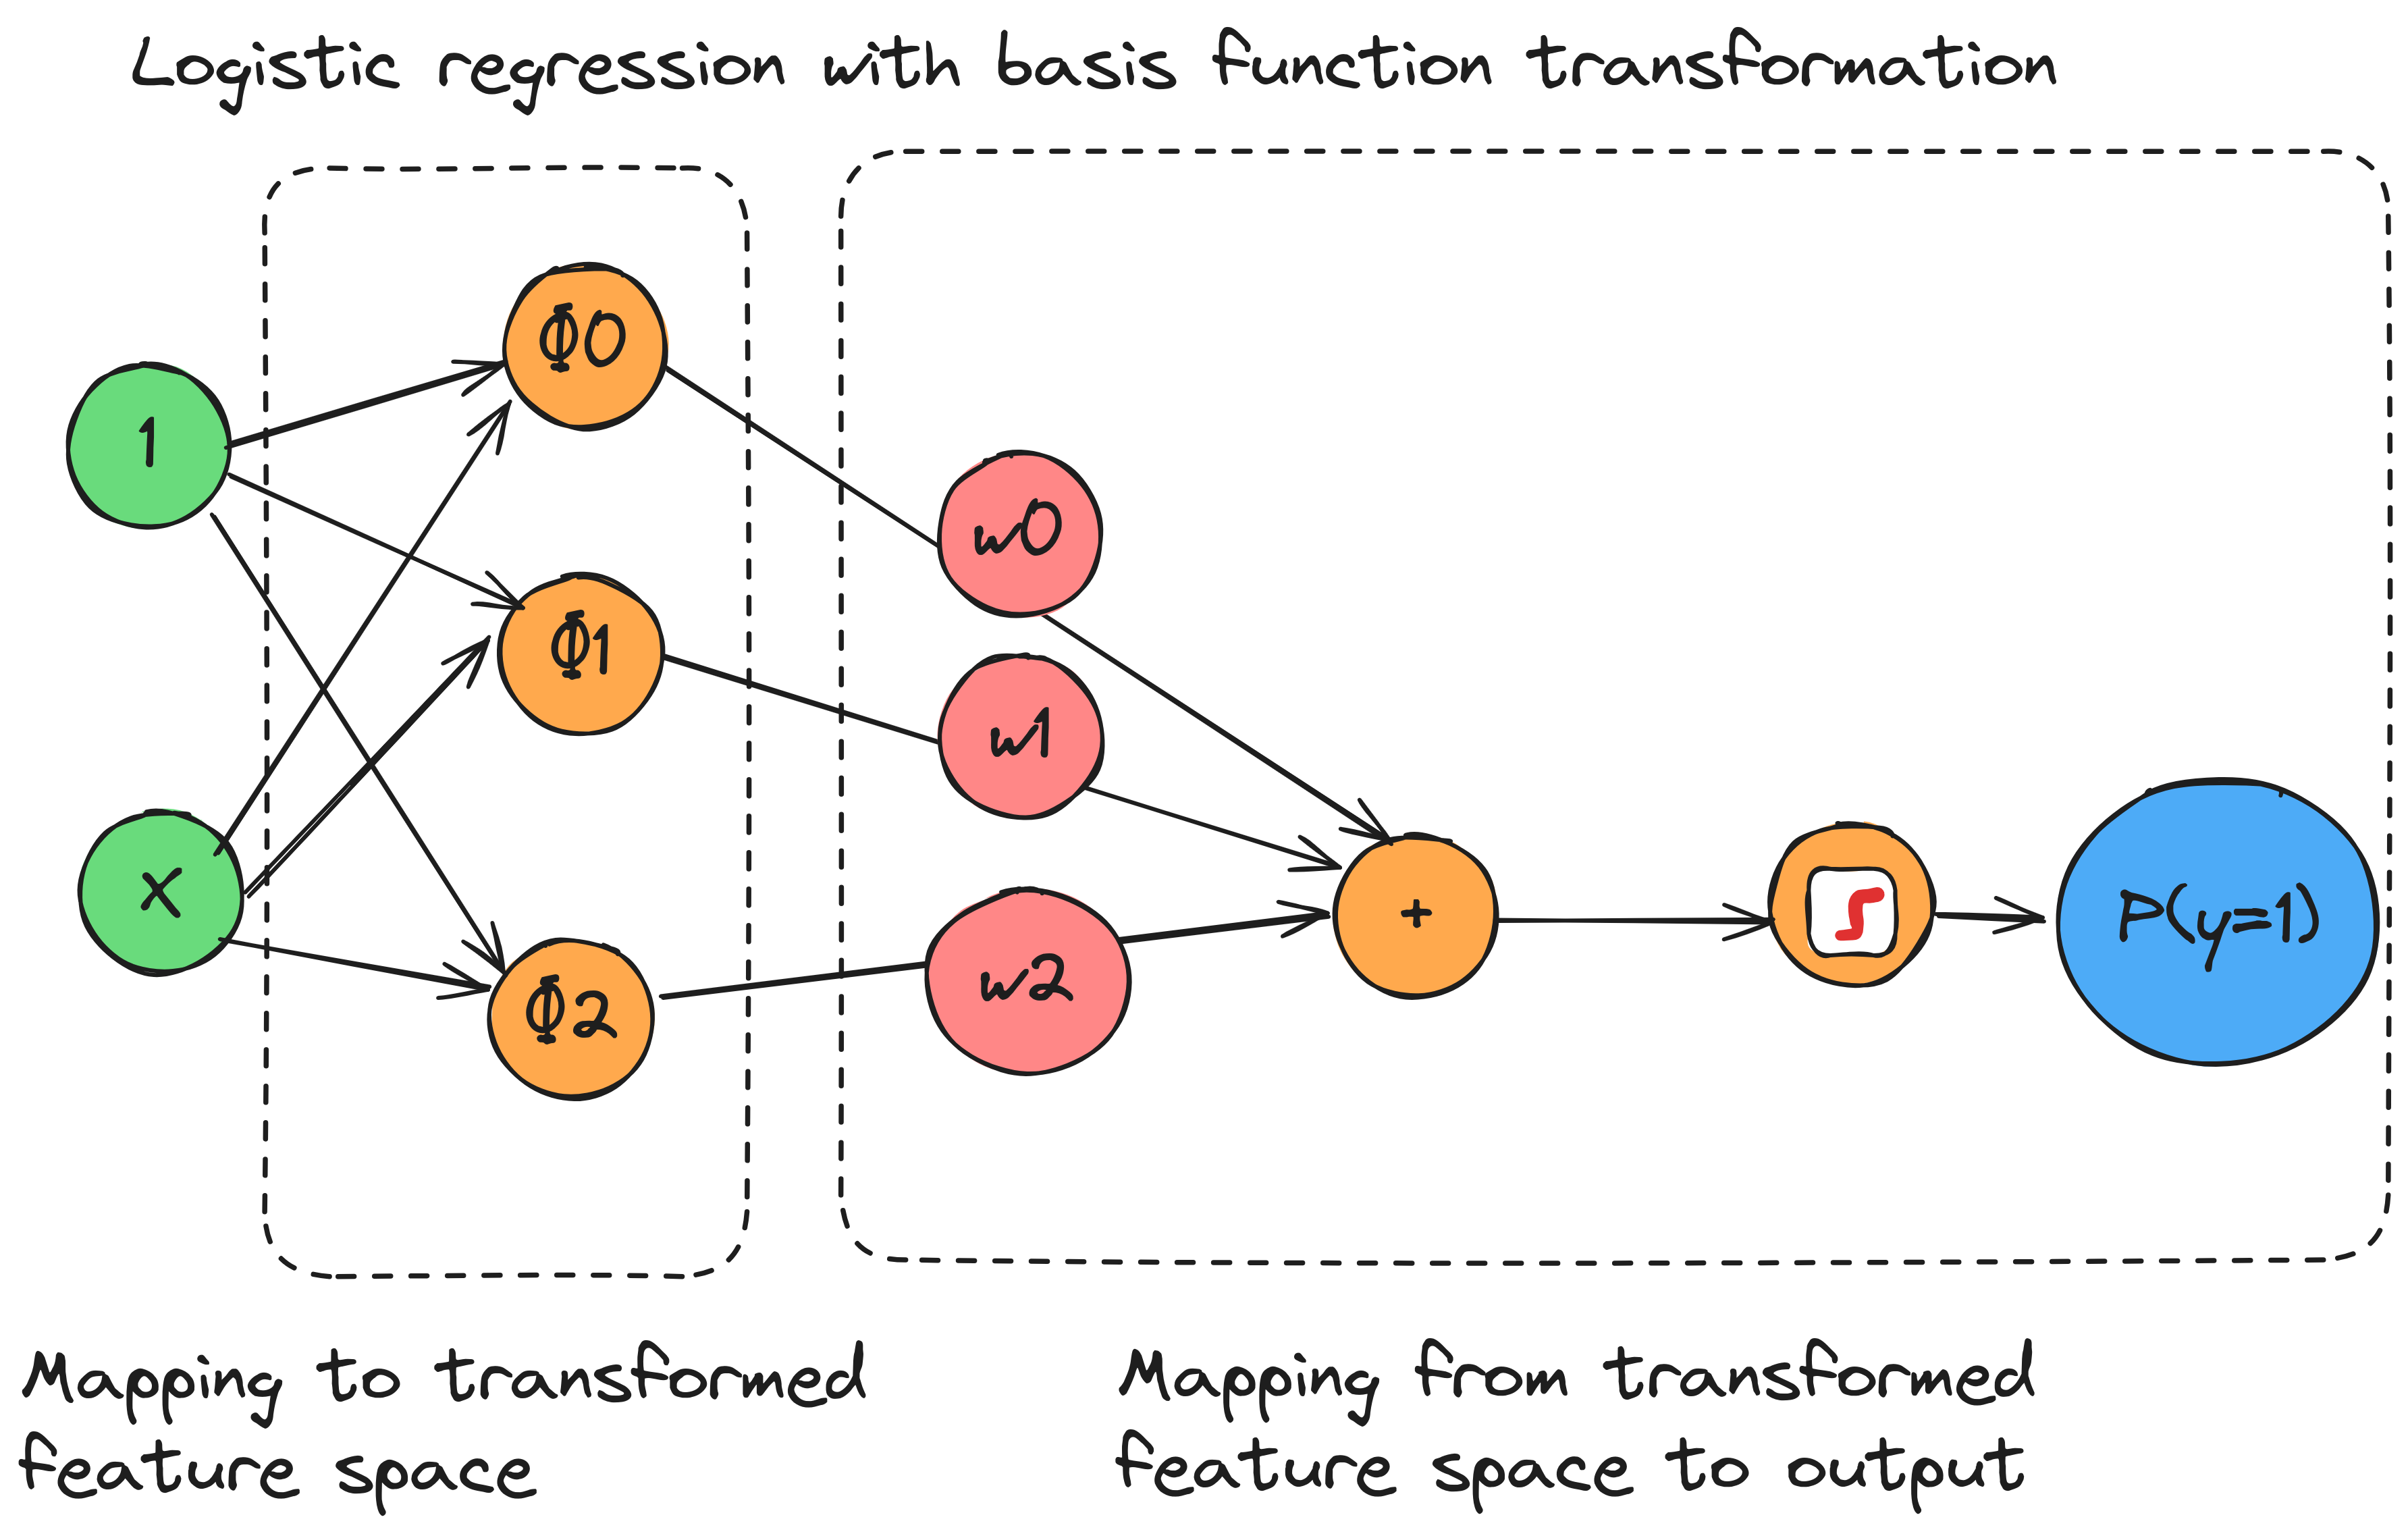 Logistic regression with basis function transformation
Φ0
1
w0
Φ1
w1
x
+
P(y=1)
w2
Φ2
Mapping to transformed
feature space
Mapping from transformed
feature space to output